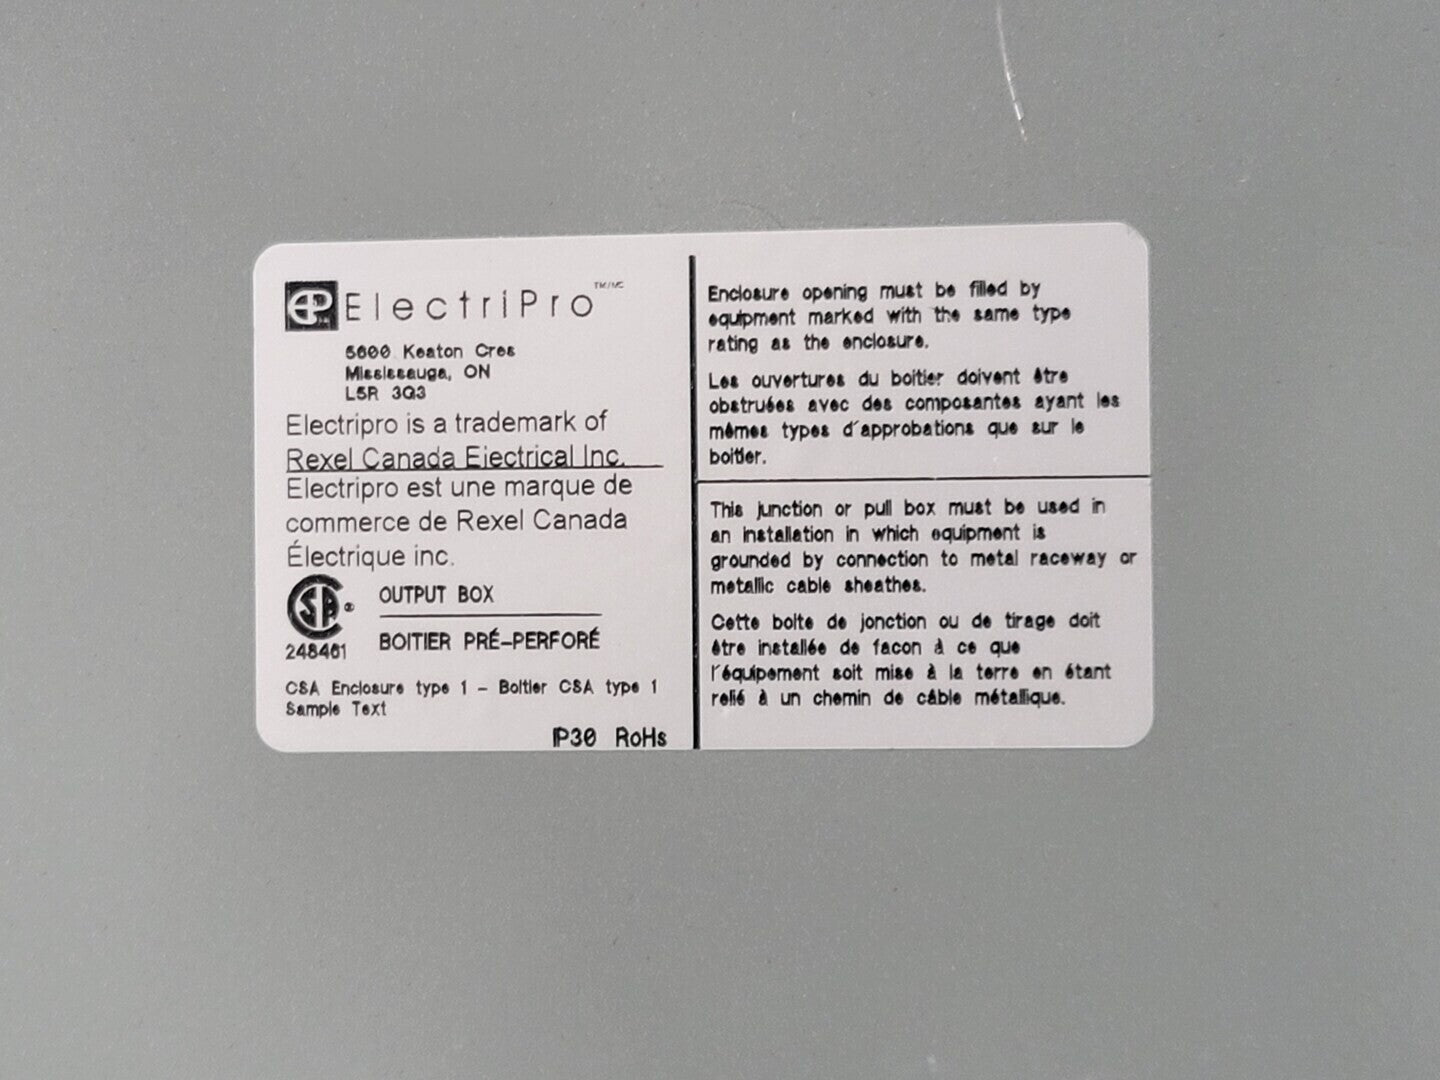 EP ElectriPro TM/MC
5600 Keaton Cres
Mississauga, ON
L5R 3G3
Electripro is a trademark of
Rexel Canada Electrical Inc.
Electripro est une marque de
commerce de Rexel Canada
Électrique inc.
CSA ® OUTPUT BOX
BOITIER PRÉ-PERFORÉ
248461
CSA Enclosure type 1 - Boitier CSA type 1
Sample Text
IP30 RoHs
Enclosure opening must be filled by
equipment marked with the same type
rating as the enclosure.
Les ouvertures du boitier doivent être
obstruées avec des composantes ayant les
mêmes types d'approbations que sur le
boitier.
This junction or pull box must be used in
an installation in which equipment is
grounded by connection to metal raceway or
metallic cable sheathes.
Cette boite de jonction ou de tirage doit
être installée de facon à ce que
l'équipement soit mise à la terre en étant
relié à un chemin de câble métallique.